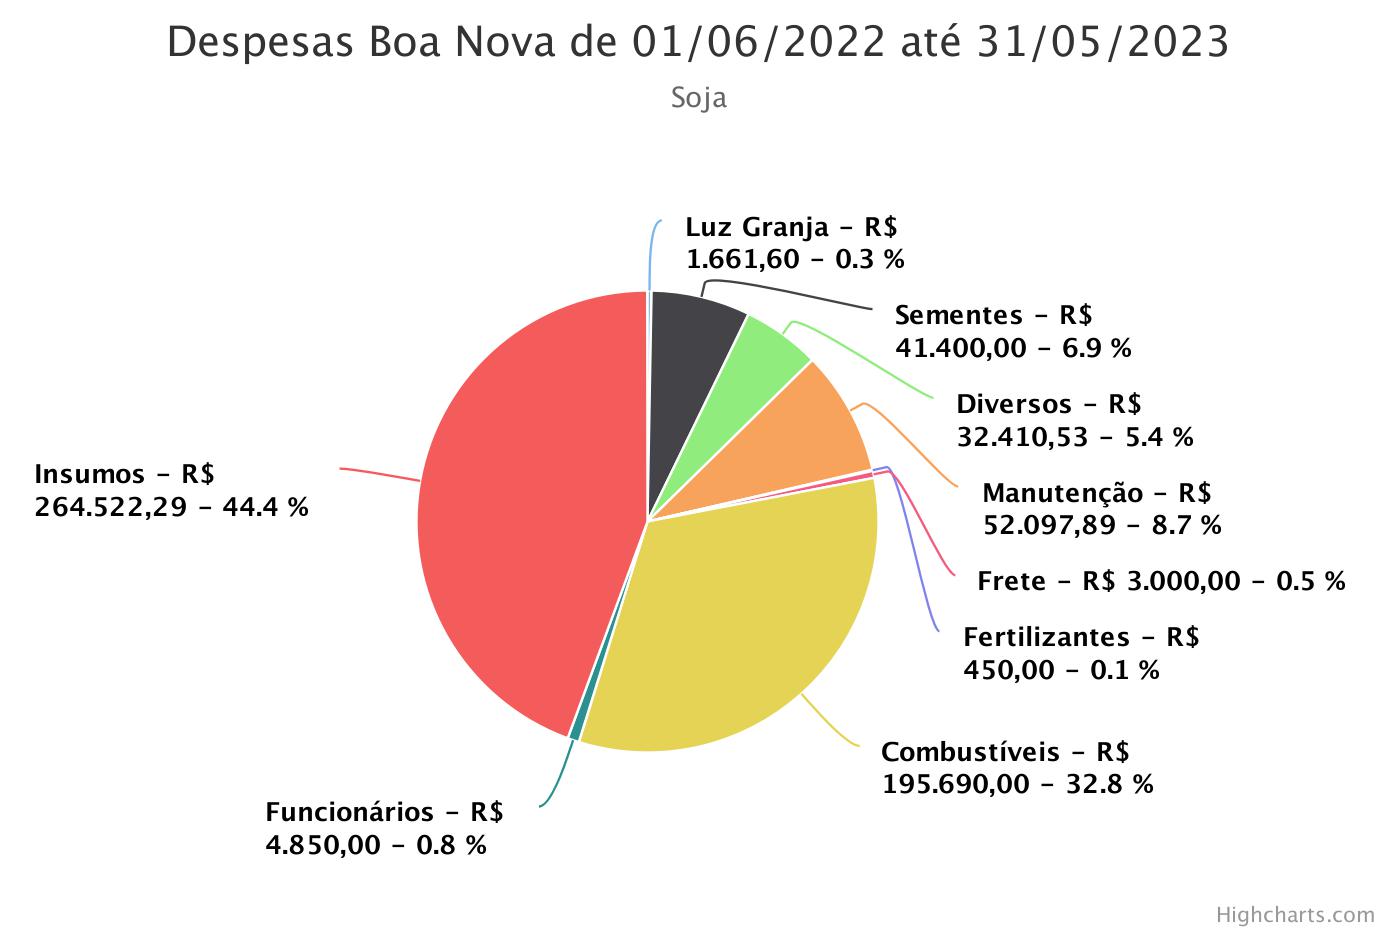 Despesas Boa Nova de 01/06/2022 até 31/05/2023
Soja
Luz Granja – R$
1.661,60 – 0.3 %
Sementes – R$
41.400,00 – 6.9 %
Diversos – R$
32.410,53 – 5.4 %
Manutenção – R$
52.097,89 – 8.7 %
Frete – R$ 3.000,00 – 0.5 %
Fertilizantes – R$
450,00 – 0.1 %
Combustíveis – R$
195.690,00 – 32.8 %
Funcionários – R$
4.850,00 – 0.8 %
Insumos – R$
264.522,29 – 44.4 %
Highcharts.com